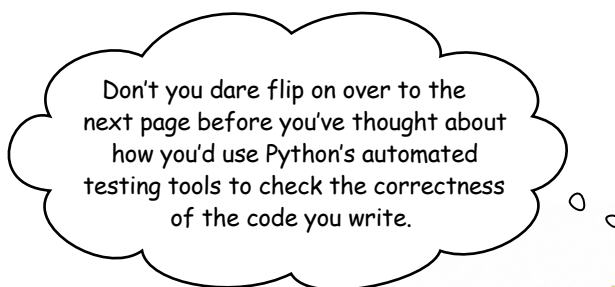 Don't you dare flip on over to the
next page before you've thought about
how you'd use Python's automated
testing tools to check the correctness
of the code you write.